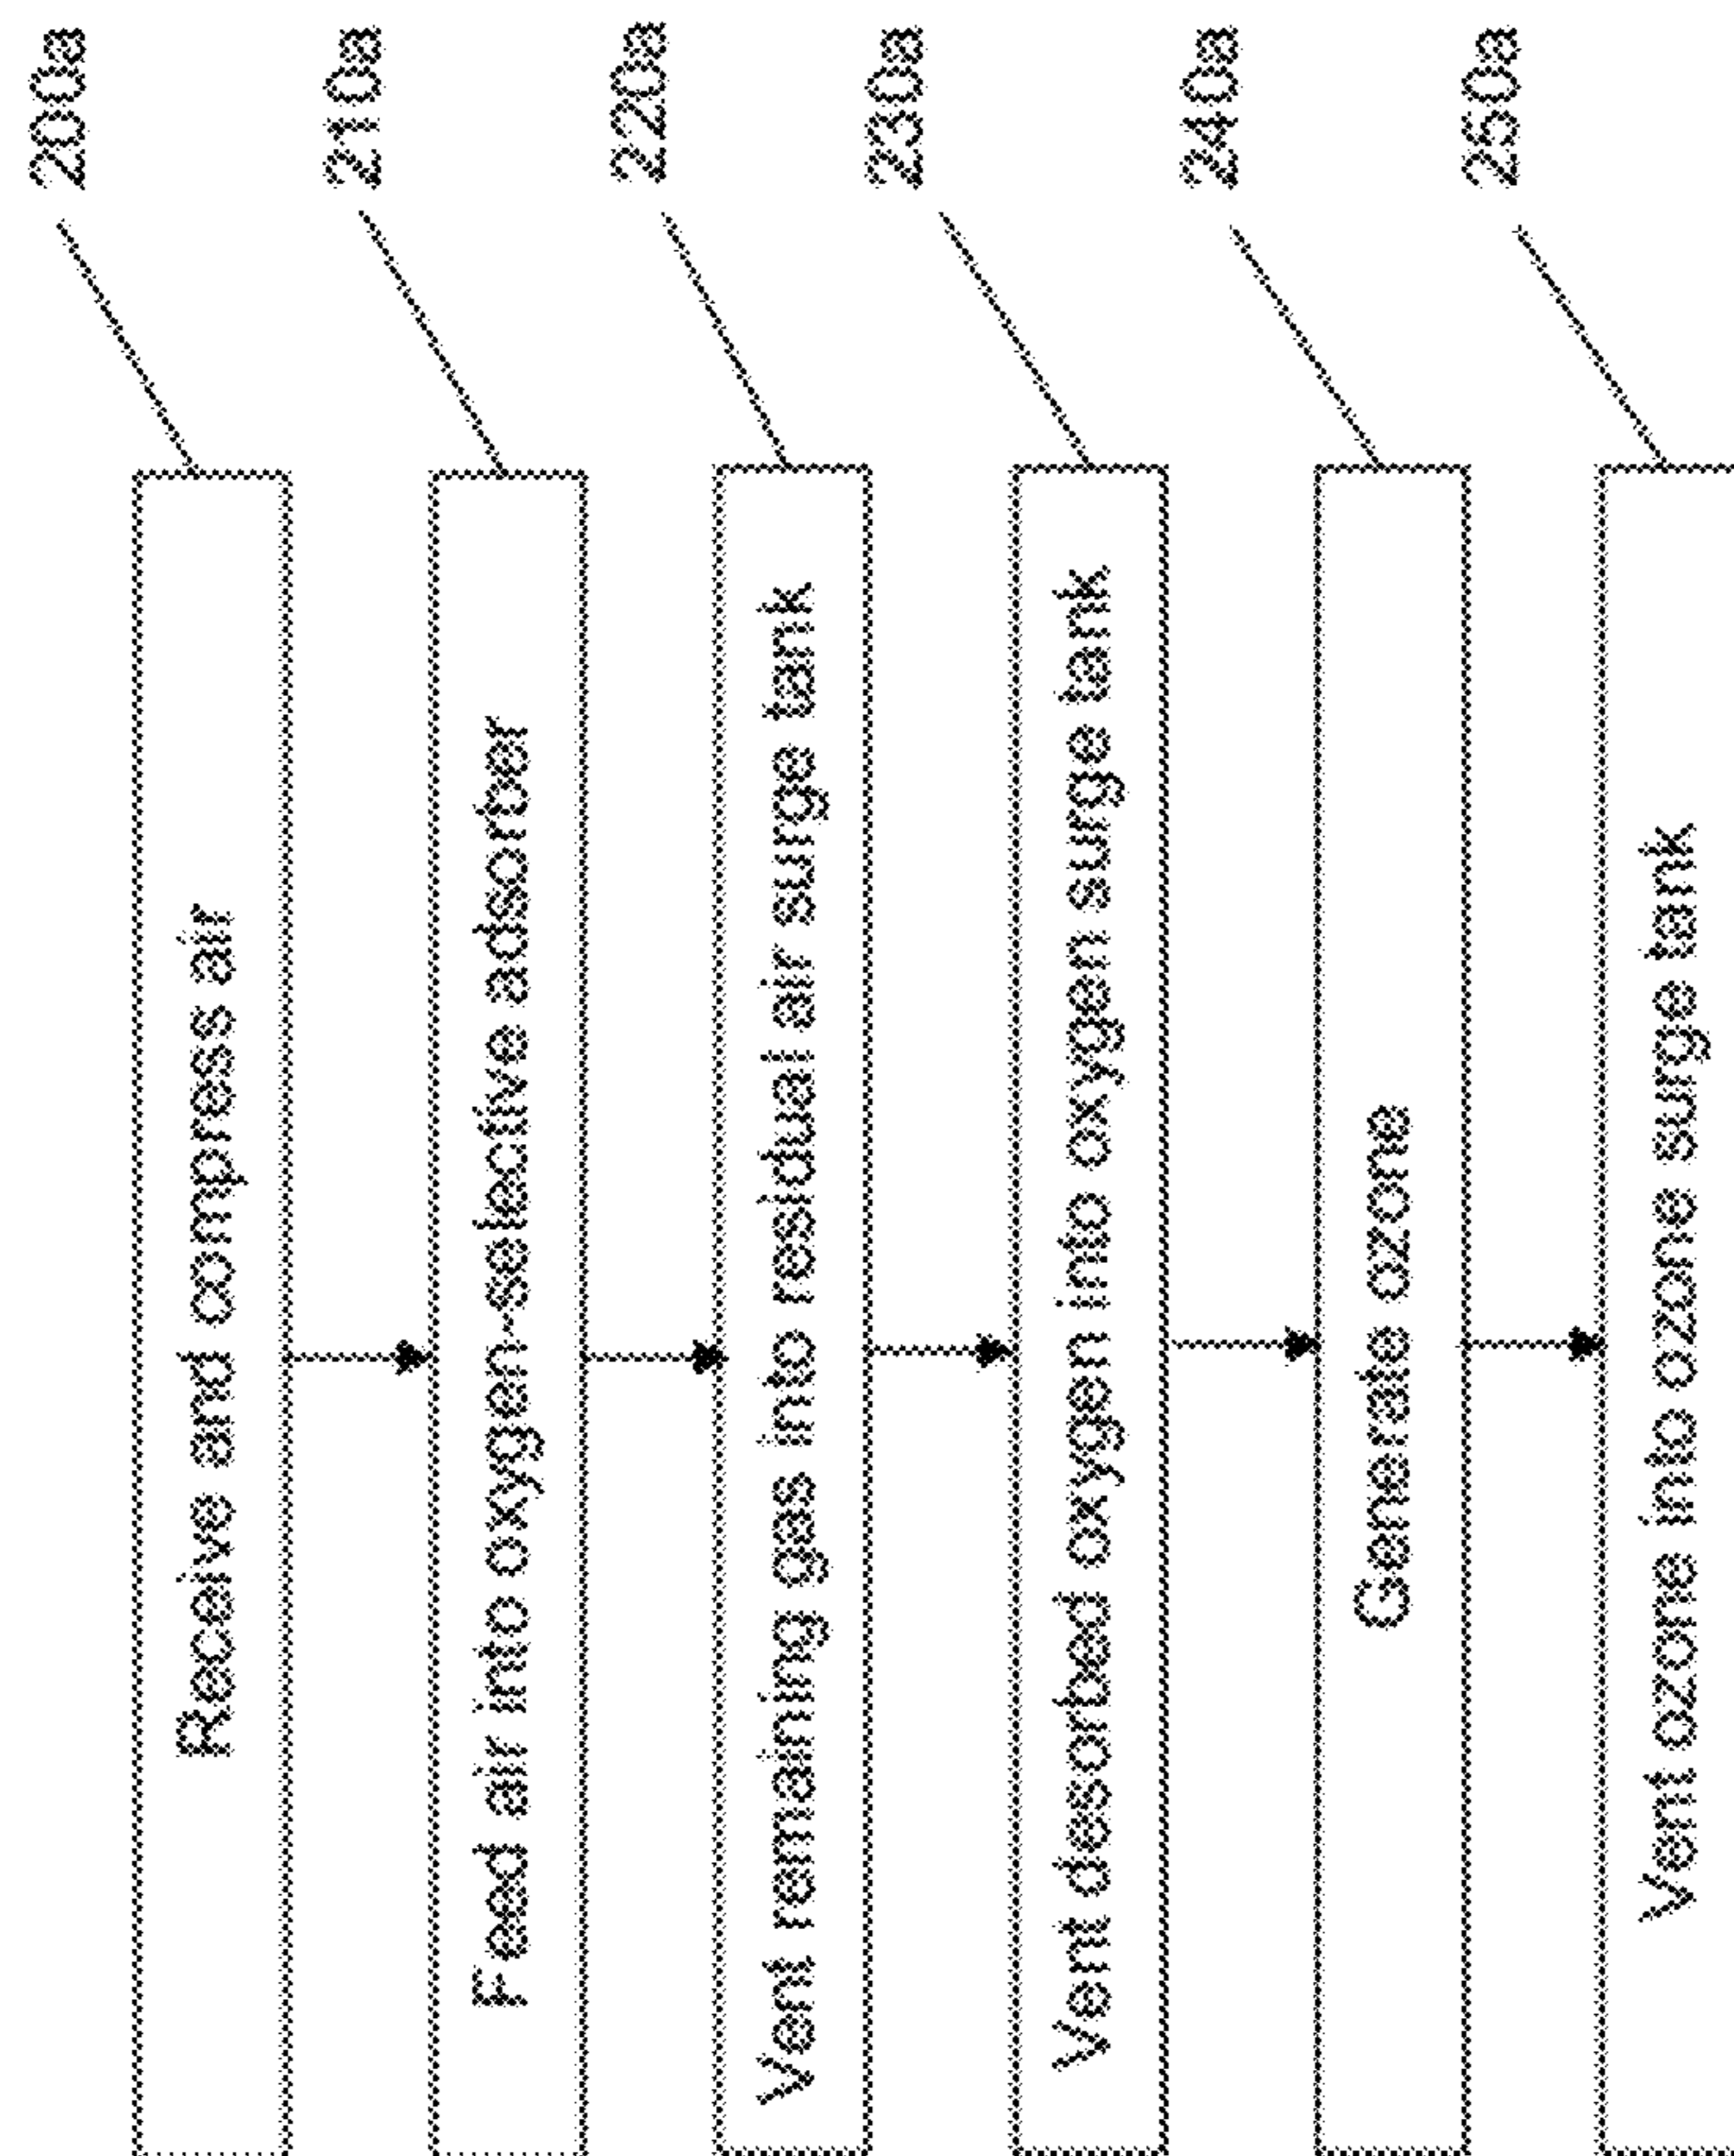 200a
Receive and compress air
210a
Feed air into oxygen-selective adsorber
220a
Vent remaining gas into residual air surge tank
230a
Vent desorbed oxygen into oxygen surge tank
240a
Generate ozone
250a
Vent ozone into ozone surge tank